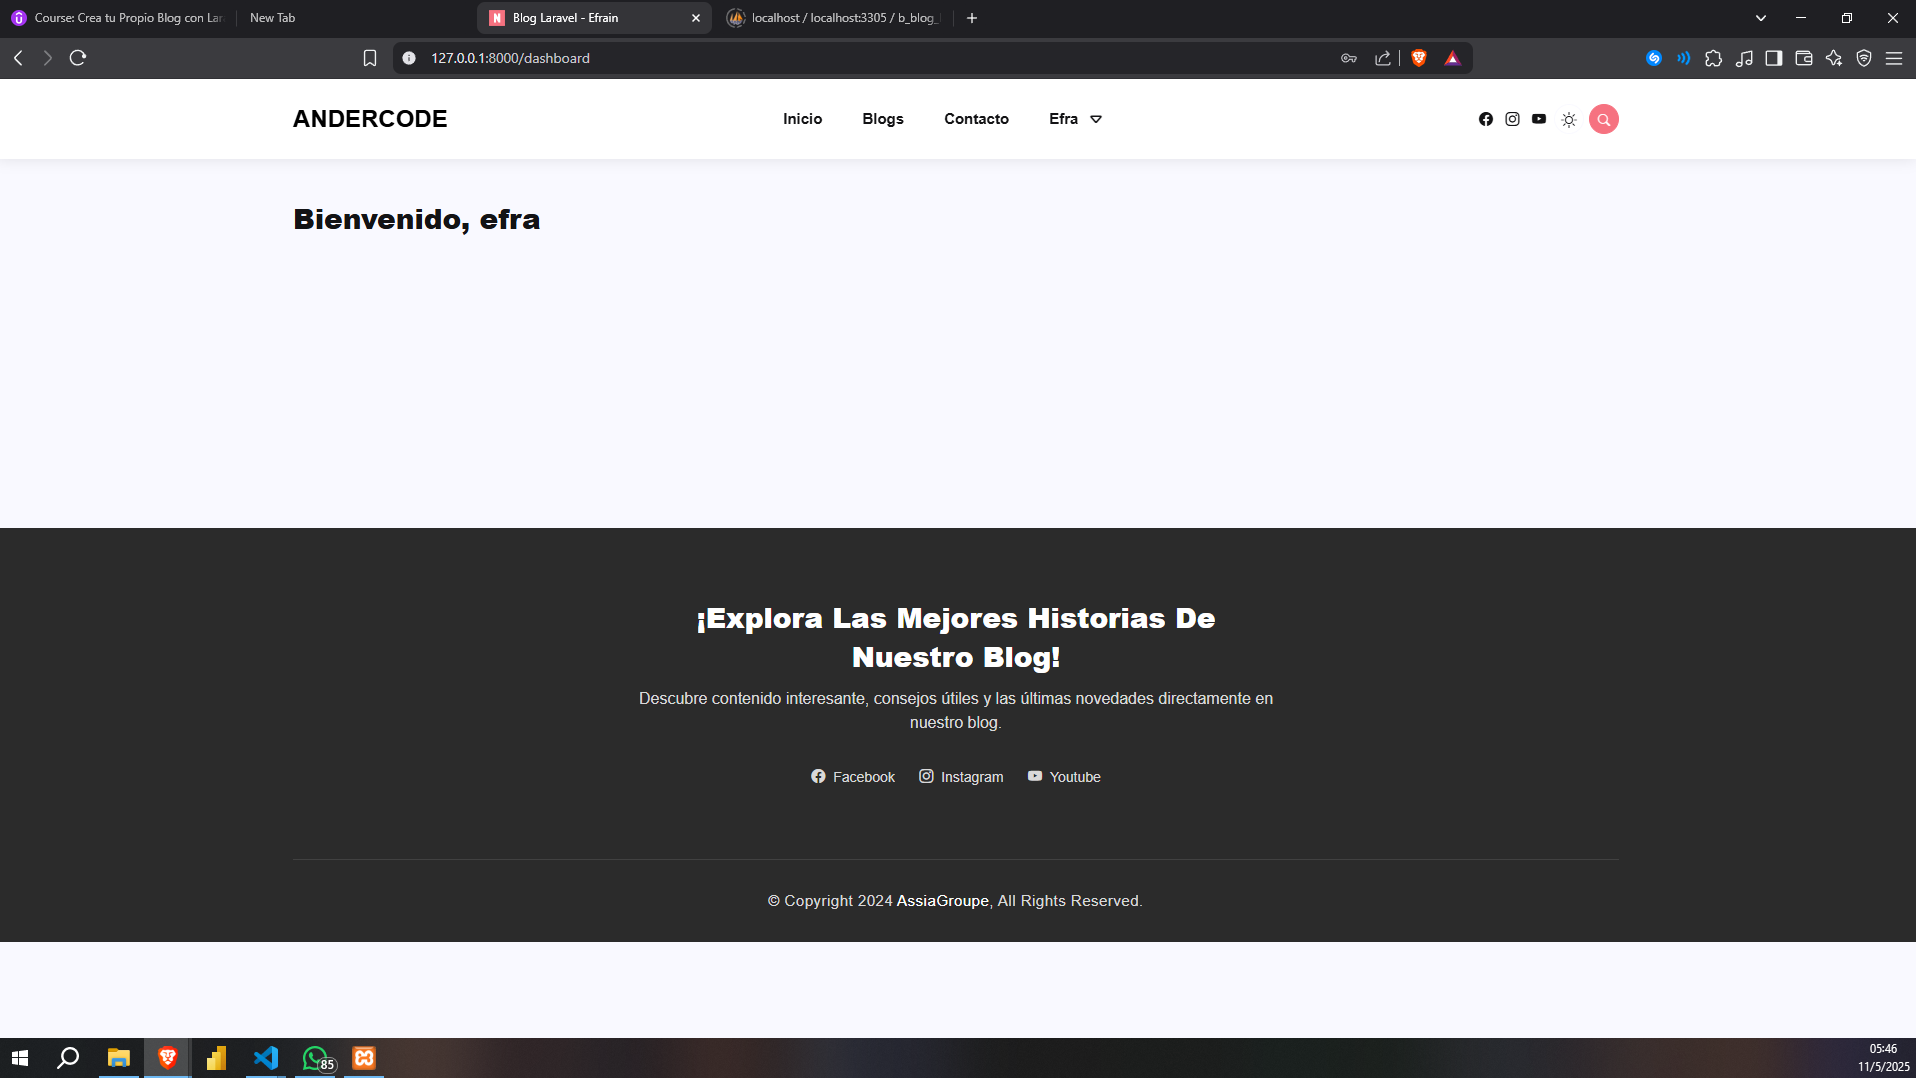 Course: Crea tu Propio Blog con Lar
New Tab
Blog Laravel - Efrain
localhost / localhost:3305 / b_blog_
127.0.0.1:8000/dashboard
ANDERCODE
Inicio
Blogs
Contacto
Efra
Bienvenido, efra
¡Explora Las Mejores Historias De
Nuestro Blog!
Descubre contenido interesante, consejos útiles y las últimas novedades directamente en
nuestro blog.
Facebook
Instagram
Youtube
© Copyright 2024 AssiaGroupe, All Rights Reserved.
85
05:46
11/5/2025